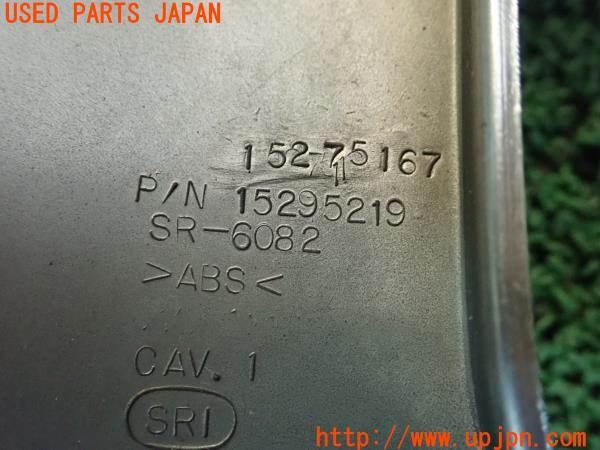 USED PARTS JAPAN
152-75167
P/N 15295219
SR-6082
>ABS<
CAV. 1
SRI
http://www.upjpn.com